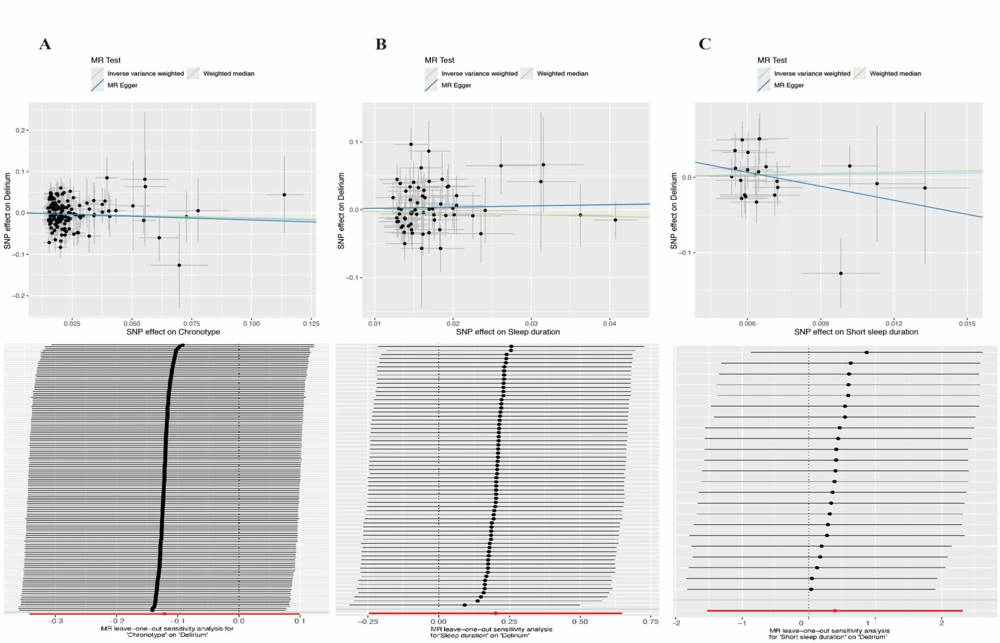 A
MR Test
Inverse variance weighted
Weighted median
MR Egger
SNP effect on Delirium
0.2
0.1
0.0
−0.1
−0.2
0.025
0.050
0.075
0.100
0.125
SNP effect on Chronotype
−0.3
−0.2
−0.1
0.0
0.1
MR leave−one−out sensitivity analysis for
'Chronotype' on 'Delirium'
B
MR Test
Inverse variance weighted
Weighted median
MR Egger
SNP effect on Delirium
0.1
0.0
−0.1
0.01
0.02
0.03
0.04
SNP effect on Sleep duration
−0.25
0.00
0.25
0.50
0.75
MR leave−one−out sensitivity analysis
for'Sleep duration' on 'Delirium'
C
MR Test
Inverse variance weighted
Weighted median
MR Egger
SNP effect on Delirium
0.0
−0.1
0.006
0.009
0.012
0.015
SNP effect on Short sleep duration
−2
−1
0
1
2
MR leave−one−out sensitivity analysis
for 'Short sleep duration' on 'Delirium'